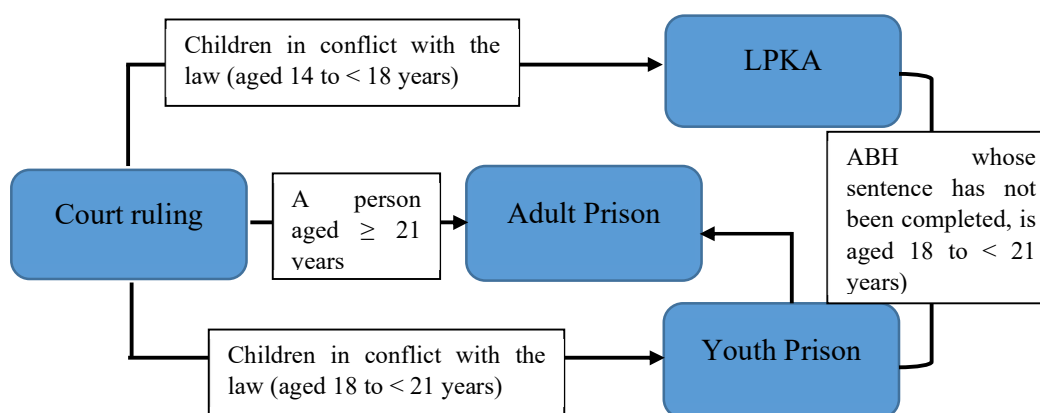 Children in conflict with the
law (aged 14 to < 18 years)
LPKA
Court ruling
A person
aged ≥ 21
years
Adult Prison
ABH whose
sentence has not
been completed, is
aged 18 to < 21
years)
Children in conflict with the
law (aged 18 to < 21 years)
Youth Prison